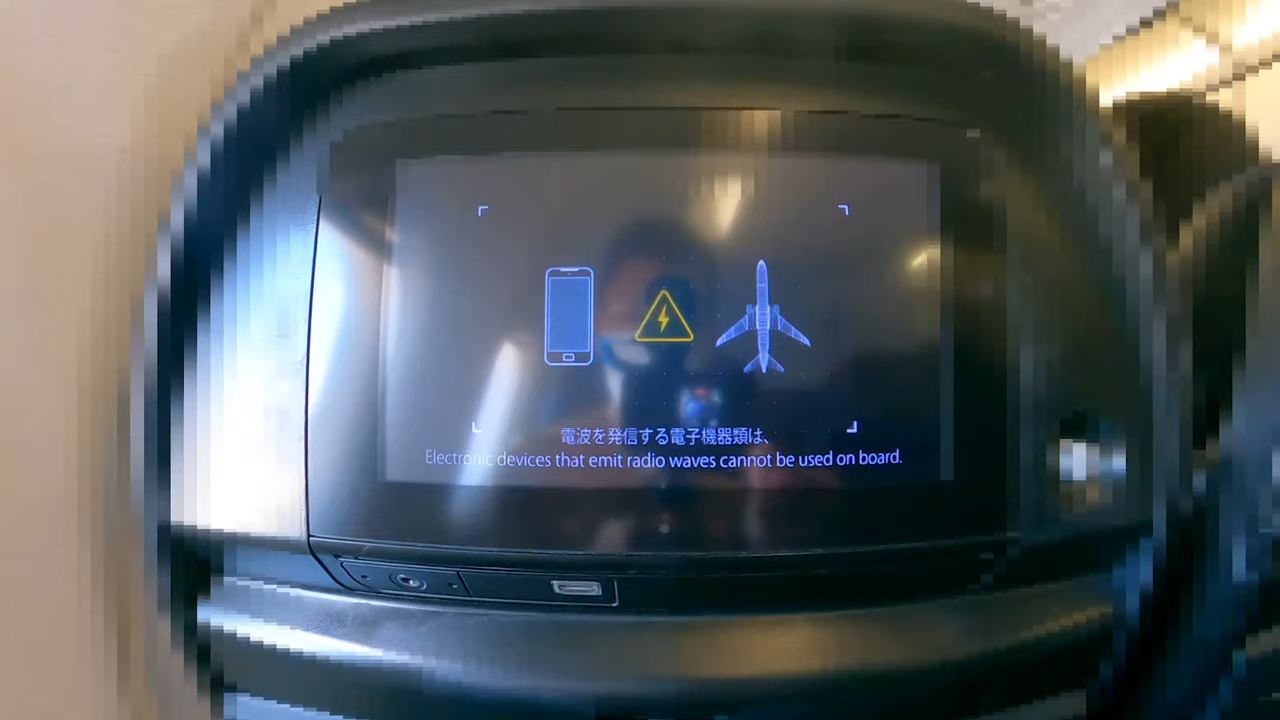 電波を発信する電子機器類は、
Electronic devices that emit radio waves cannot be used on board.